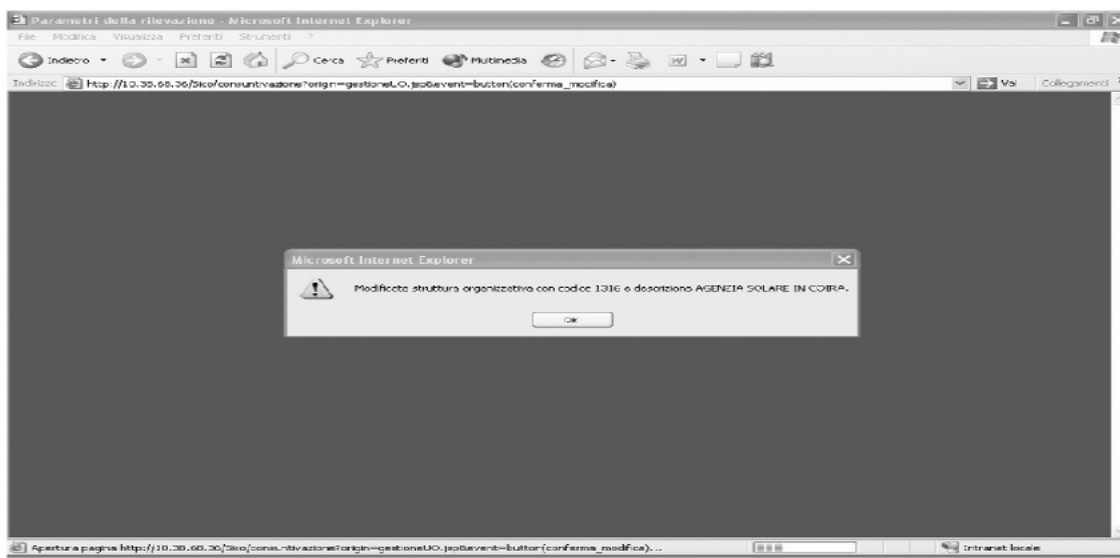 Parametri della rilevazione - Microsoft Internet Explorer
File Modifica Visualizza Preferiti Strumenti ?
Indietro Cerca Preferiti Multimedia
Indirizzo http://10.35.68.36/Sico/consuntivazione?origin=gestioneUO.jsp&event=button(conferma_modifica) Vai Collegamenti
Microsoft Internet Explorer
Modificata struttura organizzativa con codice 1316 e descrizione AGENZIA SOLARE IN COIRA.
OK
Apertura pagina http://10.38.68.36/Sico/consuntivazione?origin=gestioneUO.jsp&event=button(conferma_modifica)... Intranet locale